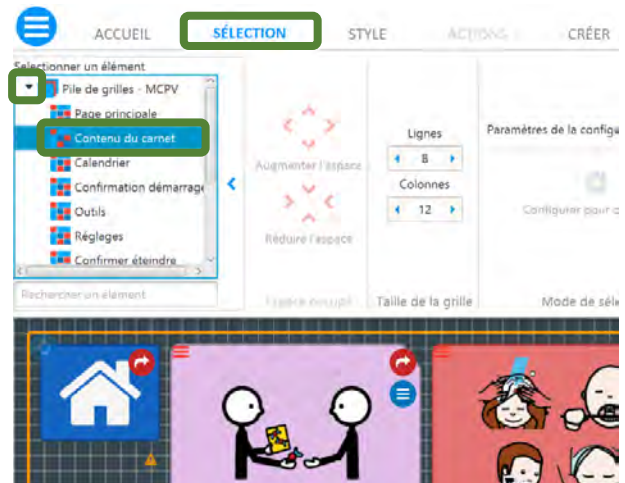 ACCUEIL SÉLECTION STYLE ACTIONS CRÉER
Sélectionner un élément
Pile de grilles - MCPV
Page principale
Contenu du carnet
Calendrier
Confirmation démarrage
Outils
Réglages
Confirmer éteindre
Rechercher un élément
Augmenter l'espace
Réduire l'espace
Espace occupé
Lignes
8
Colonnes
12
Taille de la grille
Paramètres de la configu
Configurer pour
Mode de séle